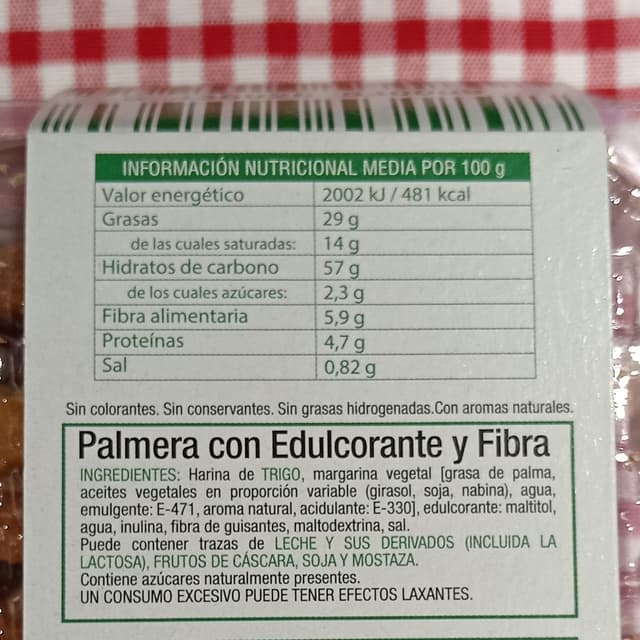 INFORMACIÓN NUTRICIONAL MEDIA POR 100 g
Valor energético 2002 kJ / 481 kcal
Grasas 29 g
de las cuales saturadas: 14 g
Hidratos de carbono 57 g
de los cuales azúcares: 2,3 g
Fibra alimentaria 5,9 g
Proteínas 4,7 g
Sal 0,82 g
Sin colorantes. Sin conservantes. Sin grasas hidrogenadas.Con aromas naturales.
Palmera con Edulcorante y Fibra
INGREDIENTES: Harina de TRIGO, margarina vegetal [grasa de palma,
aceites vegetales en proporción variable (girasol, soja, nabina), agua,
emulgente: E-471, aroma natural, acidulante: E-330], edulcorante: maltitol,
agua, inulina, fibra de guisantes, maltodextrina, sal.
Puede contener trazas de LECHE Y SUS DERIVADOS (INCLUIDA LA
LACTOSA), FRUTOS DE CÁSCARA, SOJA Y MOSTAZA.
Contiene azúcares naturalmente presentes.
UN CONSUMO EXCESIVO PUEDE TENER EFECTOS LAXANTES.